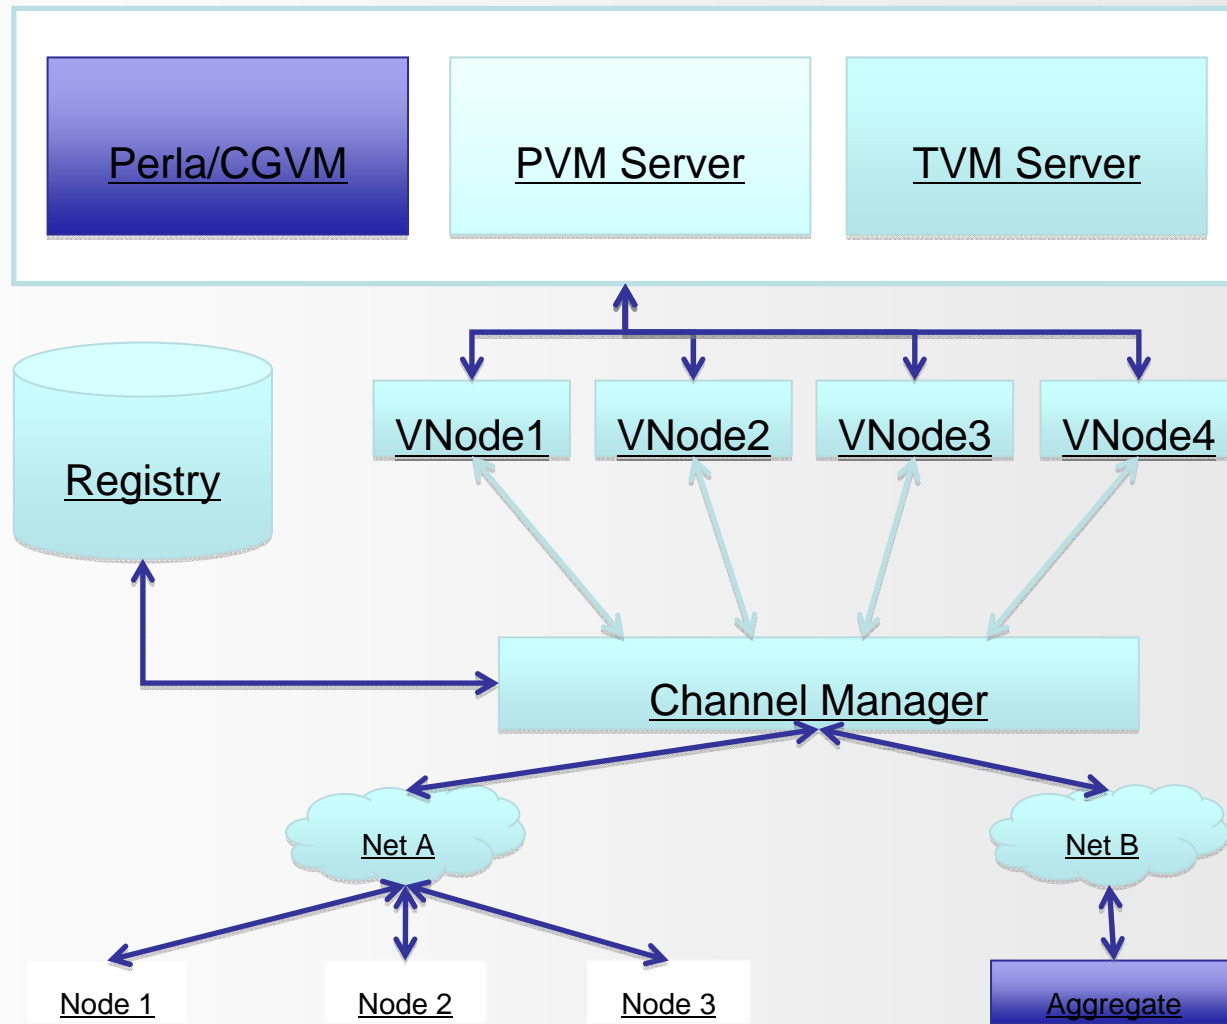 Perla/CGVM
PVM Server
TVM Server
Registry
VNode1
VNode2
VNode3
VNode4
Channel Manager
Net A
Net B
Node 1
Node 2
Node 3
Aggregate